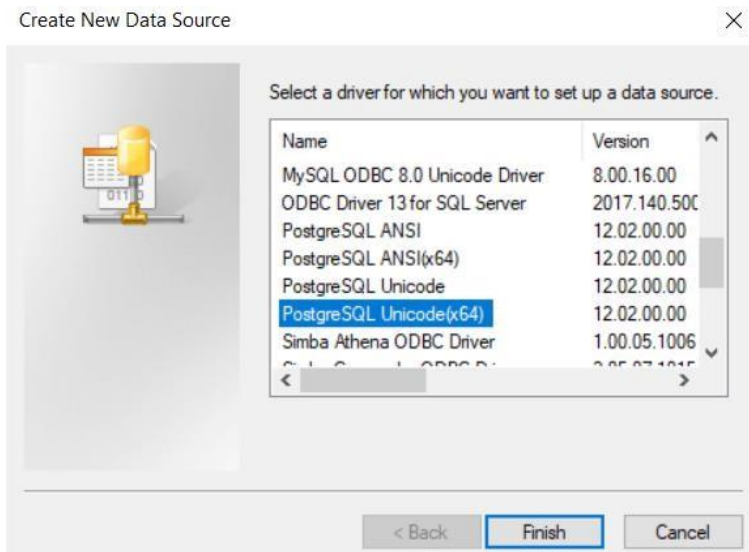 Create New Data Source
Select a driver for which you want to set up a data source.
Name Version
MySQL ODBC 8.0 Unicode Driver 8.00.16.00
ODBC Driver 13 for SQL Server 2017.140.500
PostgreSQL ANSI 12.02.00.00
PostgreSQL ANSI(x64) 12.02.00.00
PostgreSQL Unicode 12.02.00.00
PostgreSQL Unicode(x64) 12.02.00.00
Simba Athena ODBC Driver 1.00.05.1006
< Back Finish Cancel